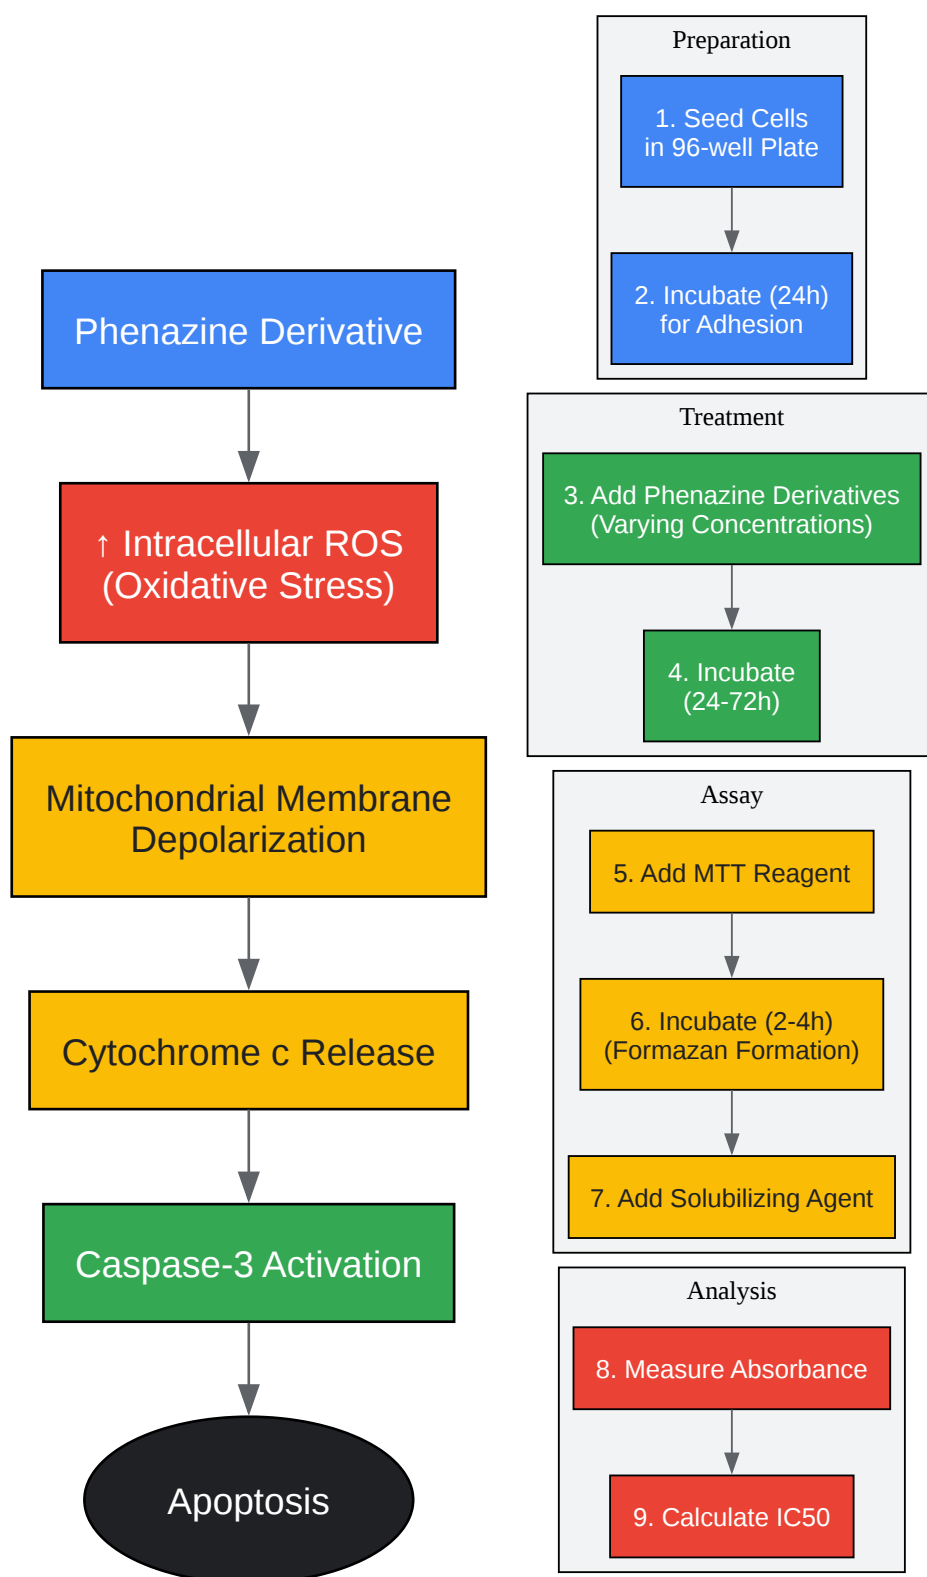 Phenazine Derivative
↑ Intracellular ROS
(Oxidative Stress)
Mitochondrial Membrane
Depolarization
Cytochrome c Release
Caspase-3 Activation
Apoptosis
Preparation
1. Seed Cells
in 96-well Plate
2. Incubate (24h)
for Adhesion
Treatment
3. Add Phenazine Derivatives
(Varying Concentrations)
4. Incubate
(24-72h)
Assay
5. Add MTT Reagent
6. Incubate (2-4h)
(Formazan Formation)
7. Add Solubilizing Agent
Analysis
8. Measure Absorbance
9. Calculate IC50